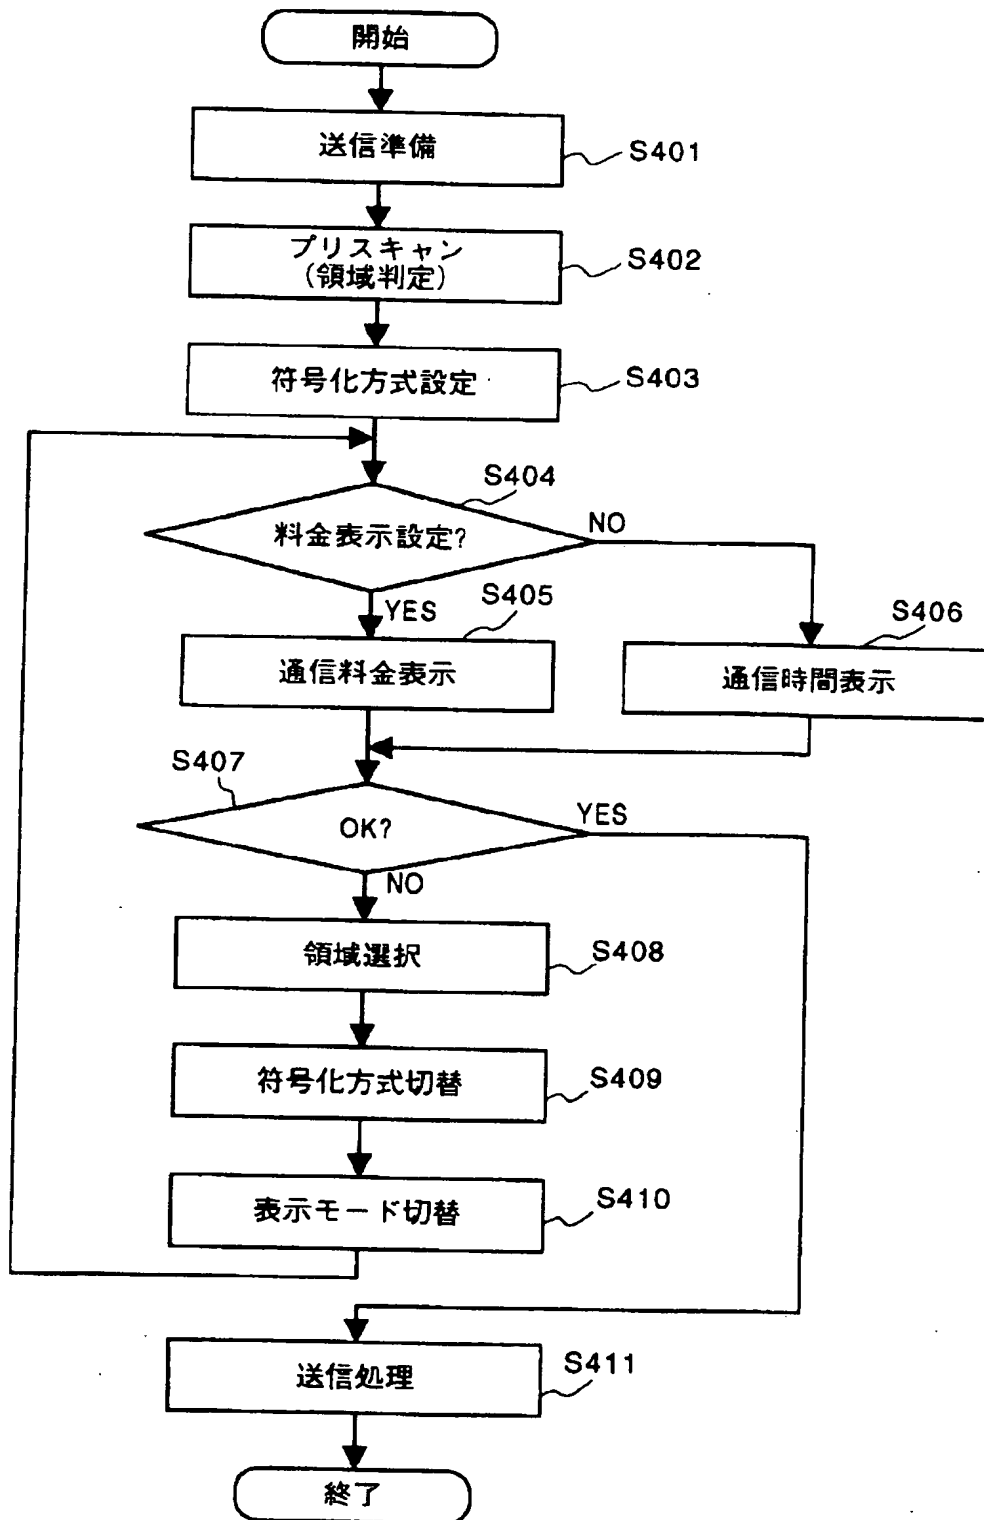 開始
送信準備
S401
プリスキャン
(領域判定)
S402
符号化方式設定
S403
S404
料金表示設定?
NO
YES
S405
S406
通信料金表示
通信時間表示
S407
OK?
YES
NO
領域選択
S408
符号化方式切替
S409
表示モード切替
S410
送信処理
S411
終了